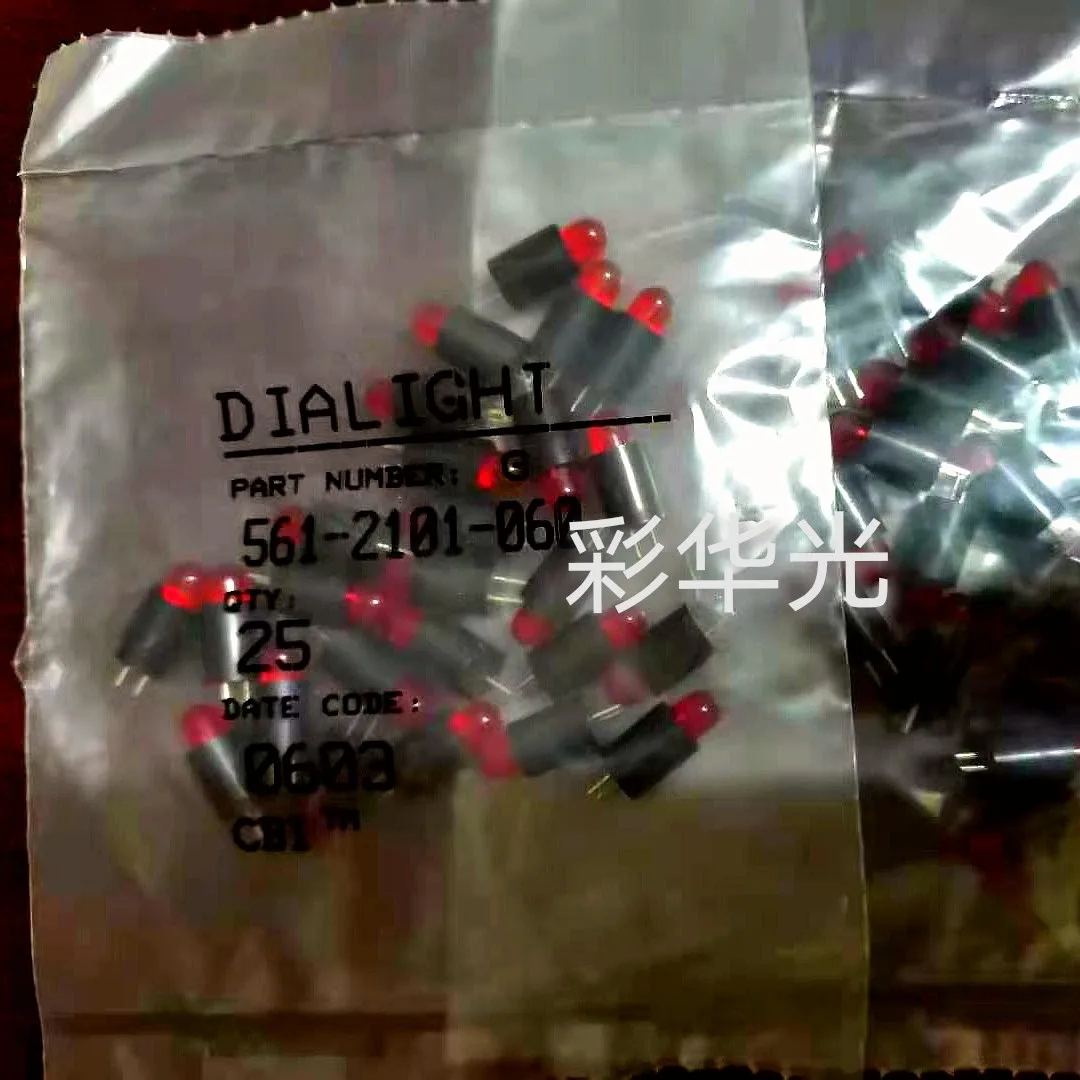 DIALIGHT
PART NUMBER: G
561-2101-060
彩华光
QTY:
25
DATE CODE:
0603
CBI™